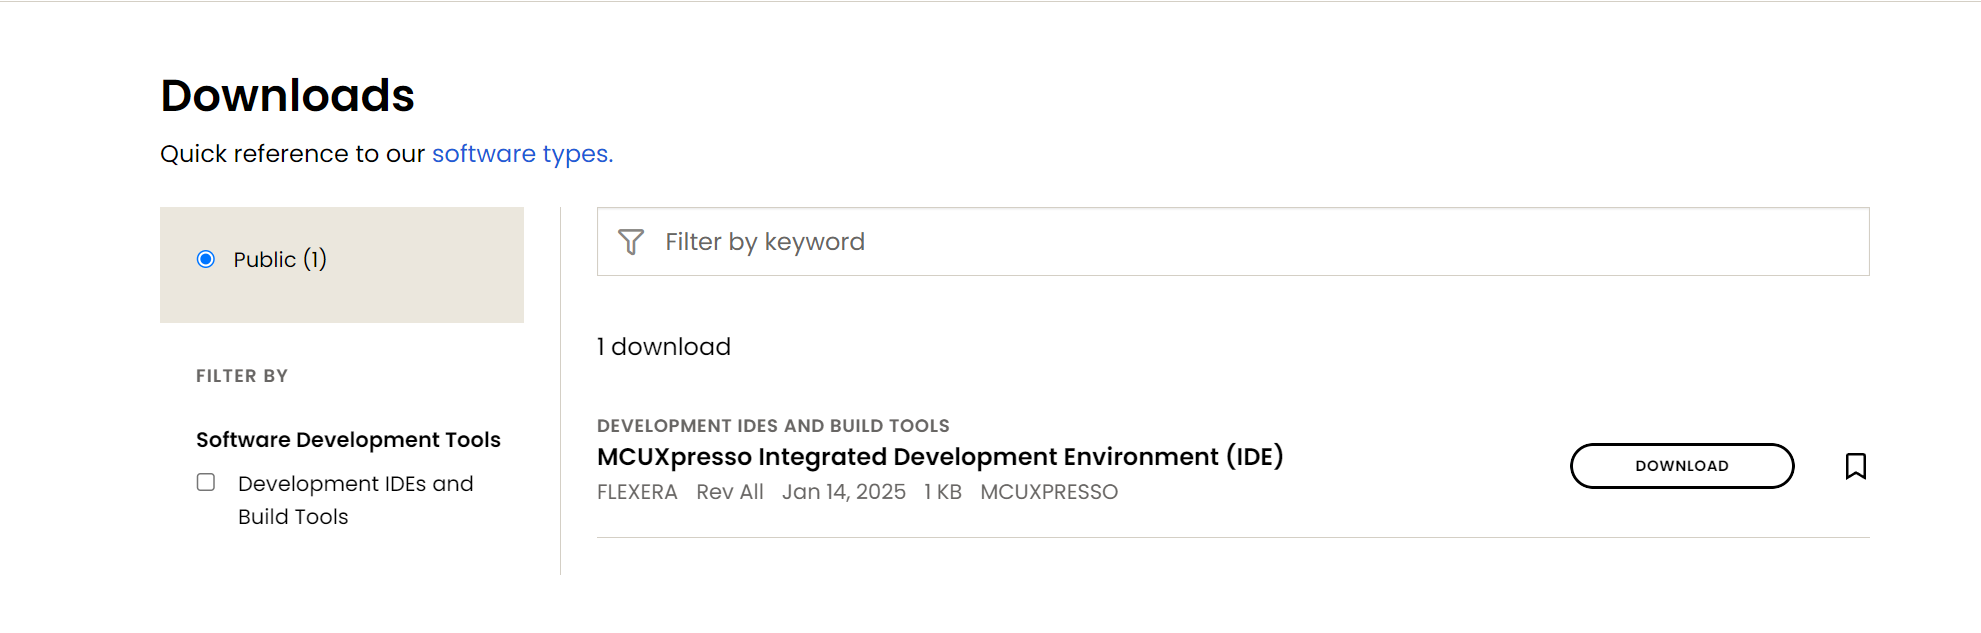 Downloads
Quick reference to our software types.
Public (1)
FILTER BY
Software Development Tools
Development IDEs and
Build Tools
Filter by keyword
1 download
DEVELOPMENT IDES AND BUILD TOOLS
MCUXpresso Integrated Development Environment (IDE)
FLEXERA Rev All Jan 14, 2025 1 KB MCUXPRESSO
DOWNLOAD